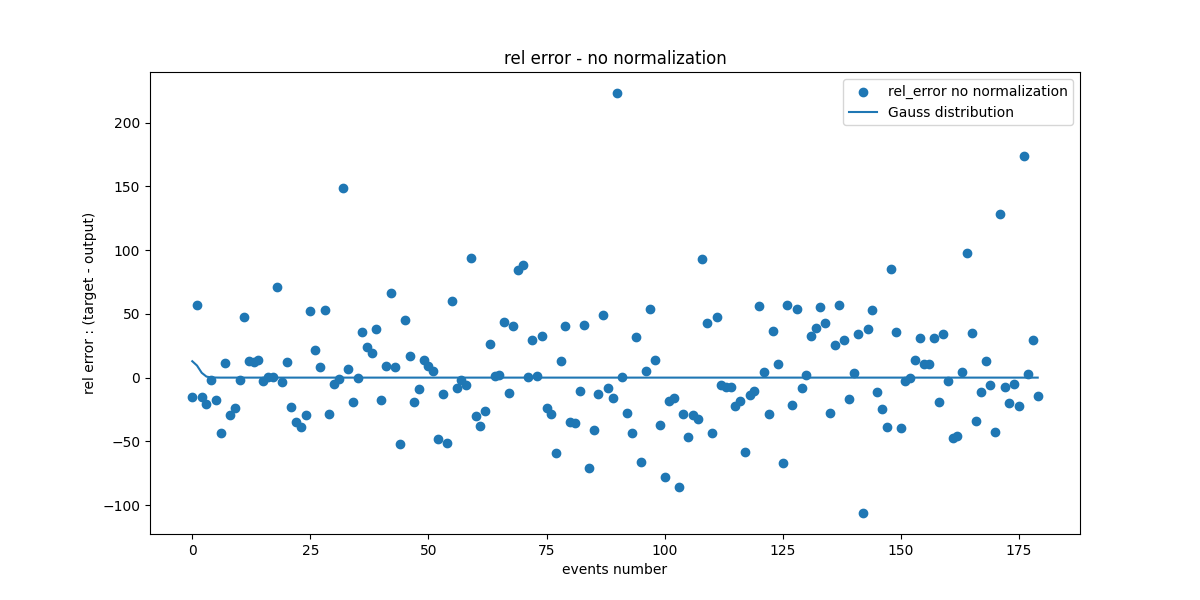 rel error - no normalization
rel_error no normalization
Gauss distribution
rel error : (target - output)
200
150
100
50
0
−50
−100
0 25 50 75 100 125 150 175
events number